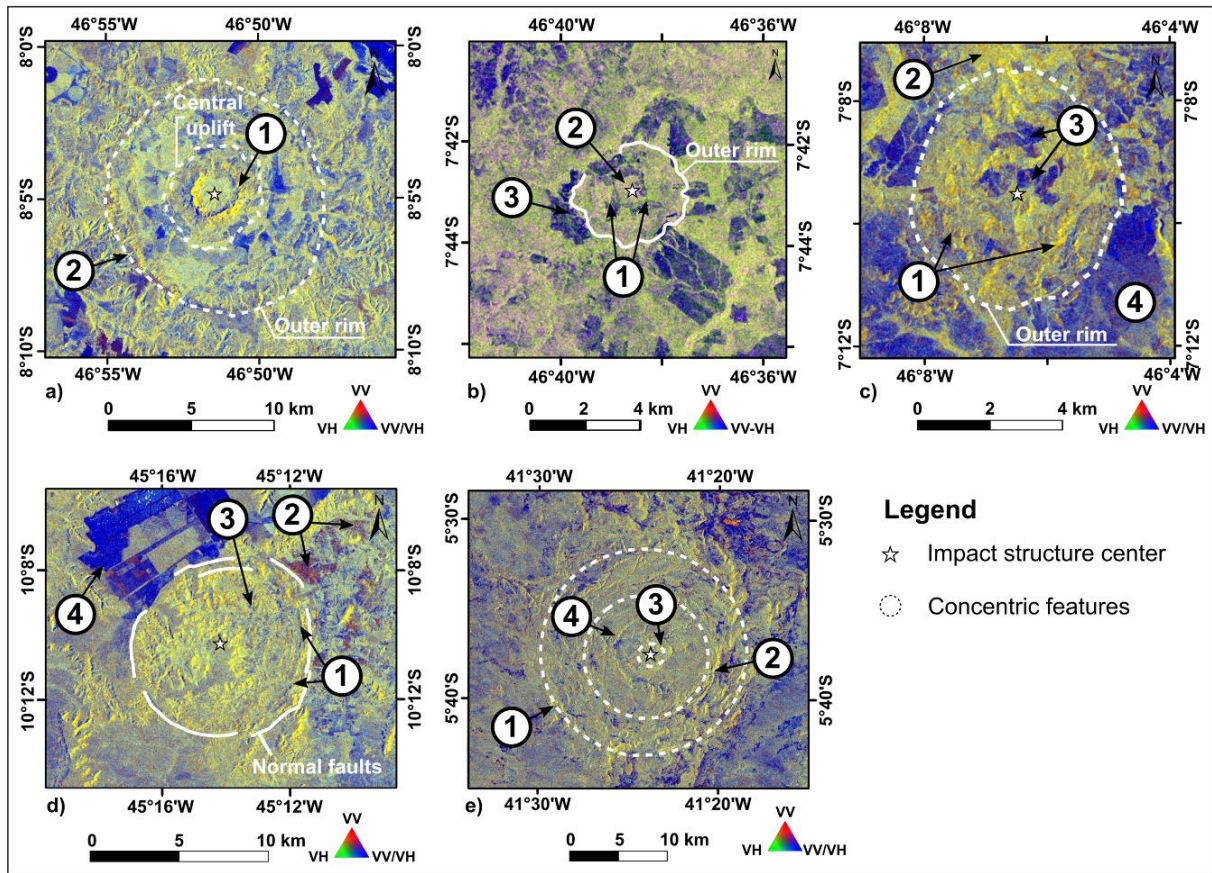 46°55'W 46°50'W
8°0'S
8°5'S
8°10'S
8°0'S
8°5'S
8°10'S
N
Central
uplift
1
2
Outer rim
46°55'W 46°50'W
a)
0 5 10 km
VV
VH VV/VH
46°40'W 46°36'W
7°42'S
7°44'S
7°42'S
7°44'S
N
2
Outer rim
3
1
46°40'W 46°36'W
b)
0 2 4 km
VV
VH VV-VH
46°8'W 46°4'W
7°8'S
7°12'S
7°8'S
7°12'S
N
2
3
1
4
Outer rim
46°8'W 46°4'W
c)
0 2 4 km
VV
VH VV/VH
45°16'W 45°12'W
10°8'S
10°12'S
10°8'S
10°12'S
N
3
2
4
1
Normal faults
45°16'W 45°12'W
d)
0 5 10 km
VV
VH VV/VH
41°30'W 41°20'W
5°30'S
5°40'S
5°30'S
5°40'S
N
4
3
2
1
41°30'W 41°20'W
e)
0 5 10 km
VV
VH VV/VH
Legend
Impact structure center
Concentric features